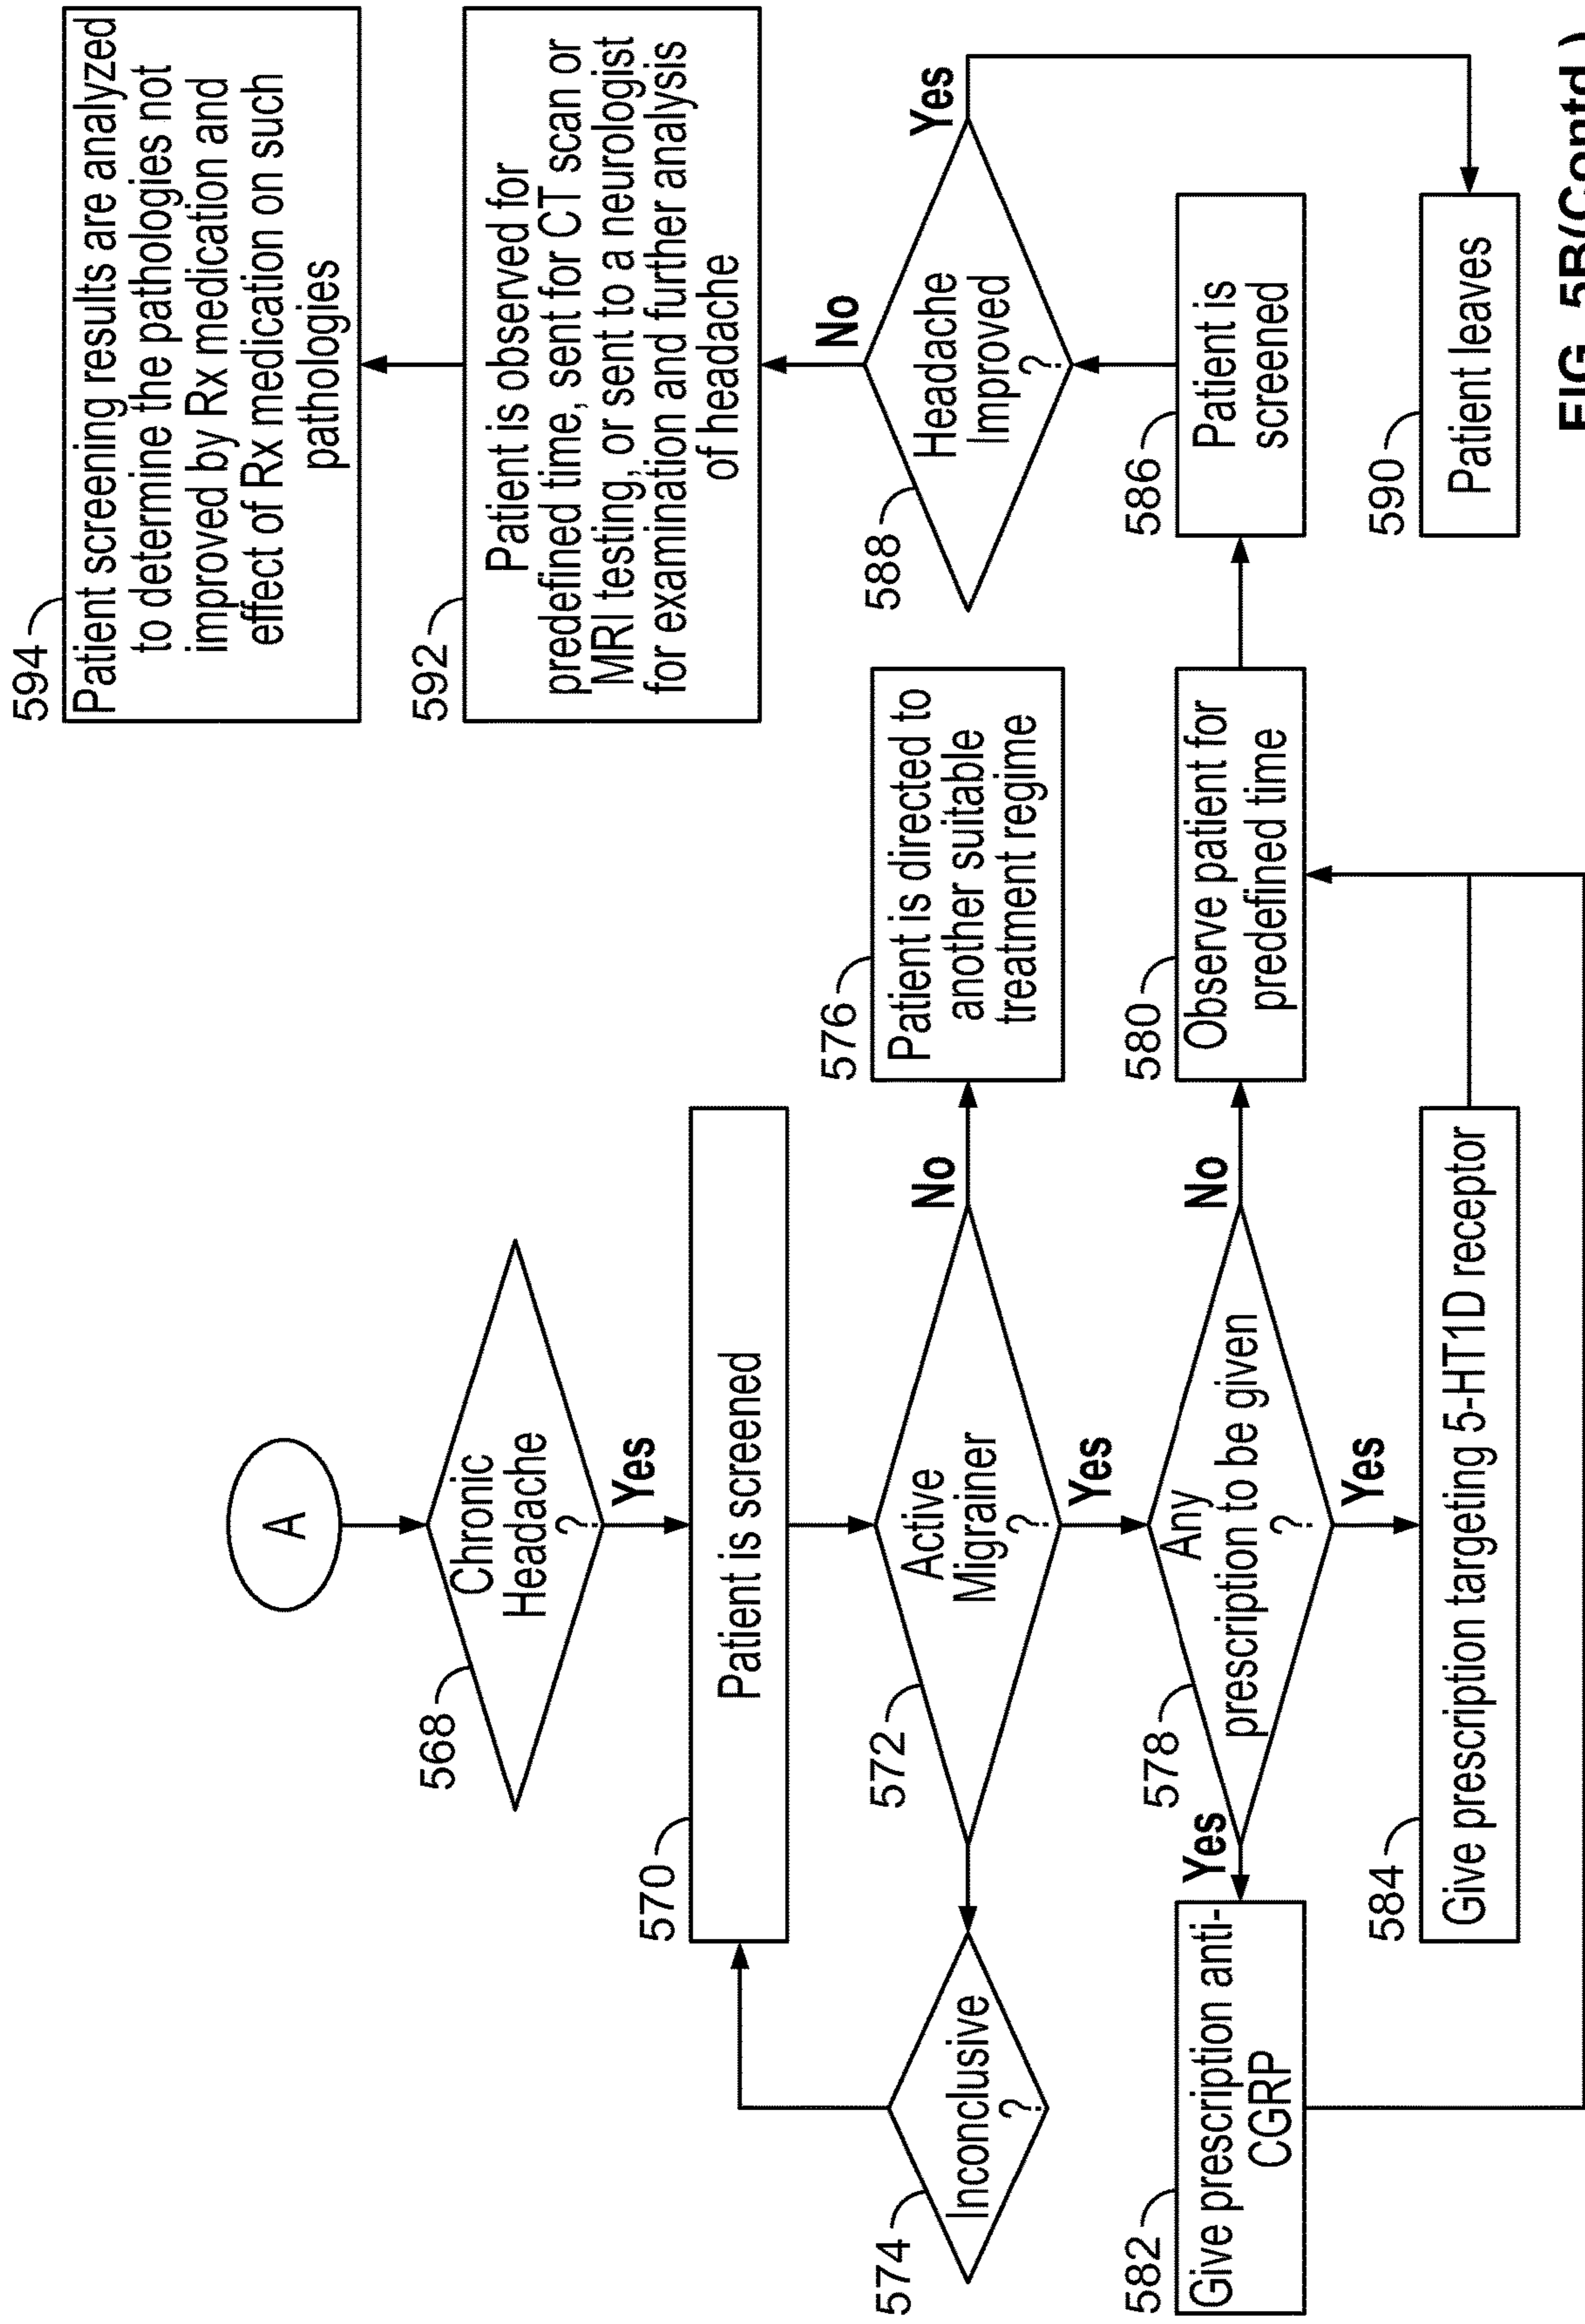 A
568
Chronic
Headache
?
Yes
570
Patient is screened
572
Active
Migrainer
?
No
Yes
574
Inconclusive
?
576
Patient is directed to
another suitable
treatment regime
578
Any
prescription to be given
?
Yes
No
Yes
582
Give prescription anti-
CGRP
584
Give prescription targeting 5-HT1D receptor
580
Observe patient for
predefined time
586
Patient is
screened
588
Headache
Improved
?
Yes
No
590
Patient leaves
592
Patient is observed for
predefined time, sent for CT scan or
MRI testing, or sent to a neurologist
for examination and further analysis
of headache
594
Patient screening results are analyzed
to determine the pathologies not
improved by Rx medication and
effect of Rx medication on such
pathologies
FIG. 5B(Contd.)